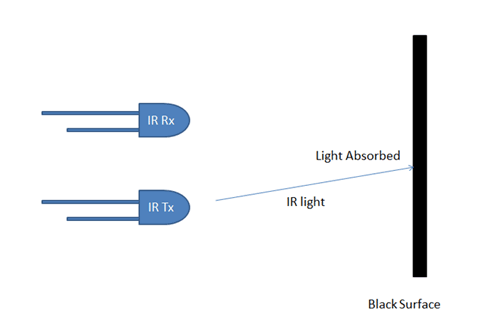 IR Rx
Light Absorbed
IR Tx
IR light
Black Surface